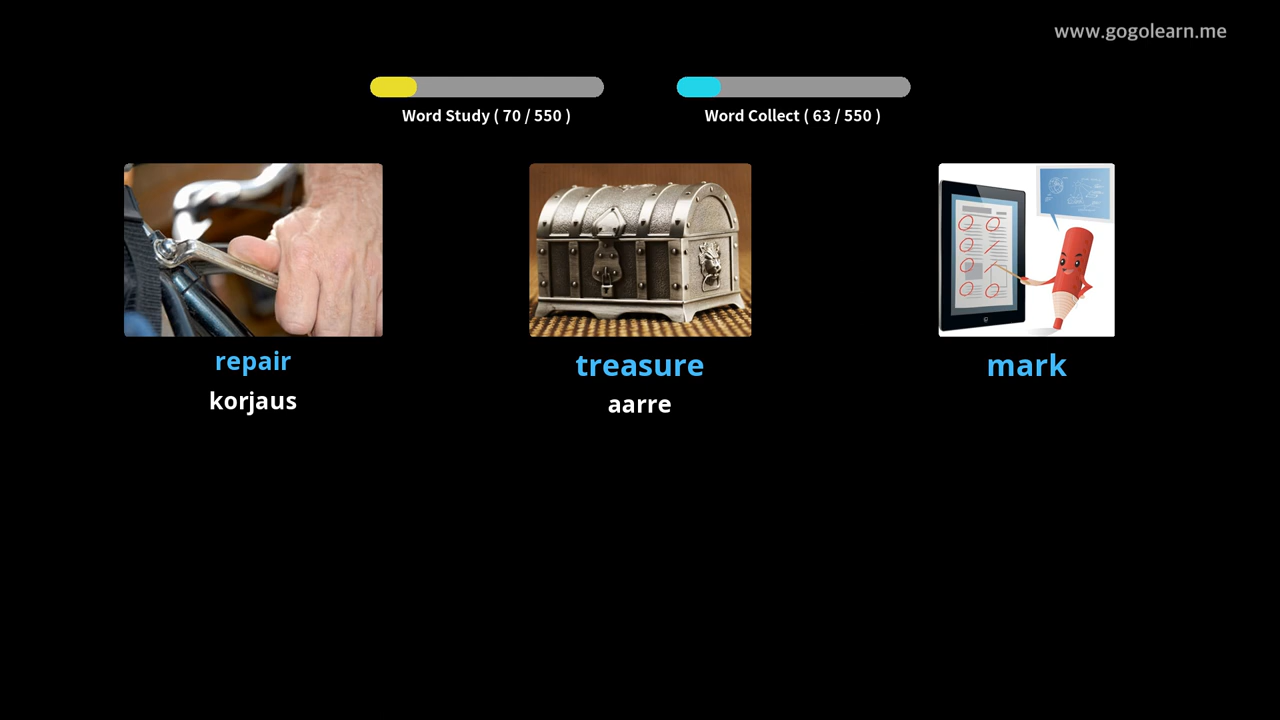 www.gogolearn.me
Word Study ( 70 / 550 )
Word Collect ( 63 / 550 )
repair
korjaus
treasure
aarre
mark